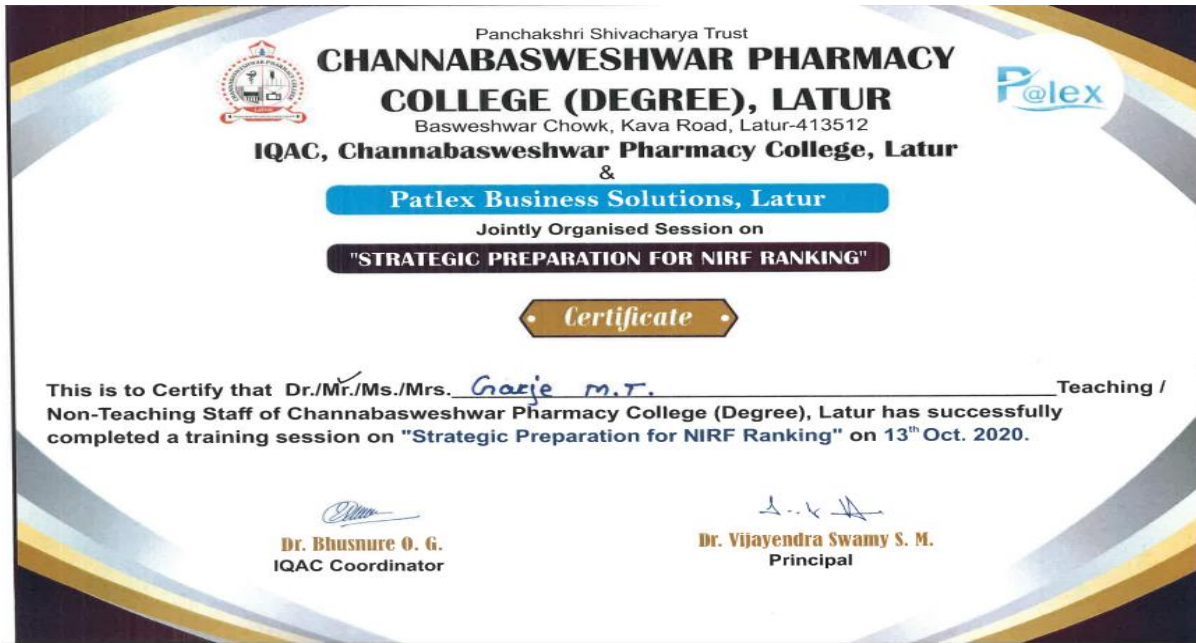 Panchakshri Shivacharya Trust
CHANNABASWESHWAR PHARMACY
COLLEGE (DEGREE), LATUR
P@lex
Basweshwar Chowk, Kava Road, Latur-413512
IQAC, Channabasweshwar Pharmacy College, Latur
&
Patlex Business Solutions, Latur
Jointly Organised Session on
"STRATEGIC PREPARATION FOR NIRF RANKING"
Certificate
This is to Certify that Dr./Mr./Ms./Mrs. Garje M.T. Teaching /
Non-Teaching Staff of Channabasweshwar Pharmacy College (Degree), Latur has successfully
completed a training session on "Strategic Preparation for NIRF Ranking" on 13th Oct. 2020.
Dr. Bhusnure O. G.
IQAC Coordinator
Dr. Vijayendra Swamy S. M.
Principal